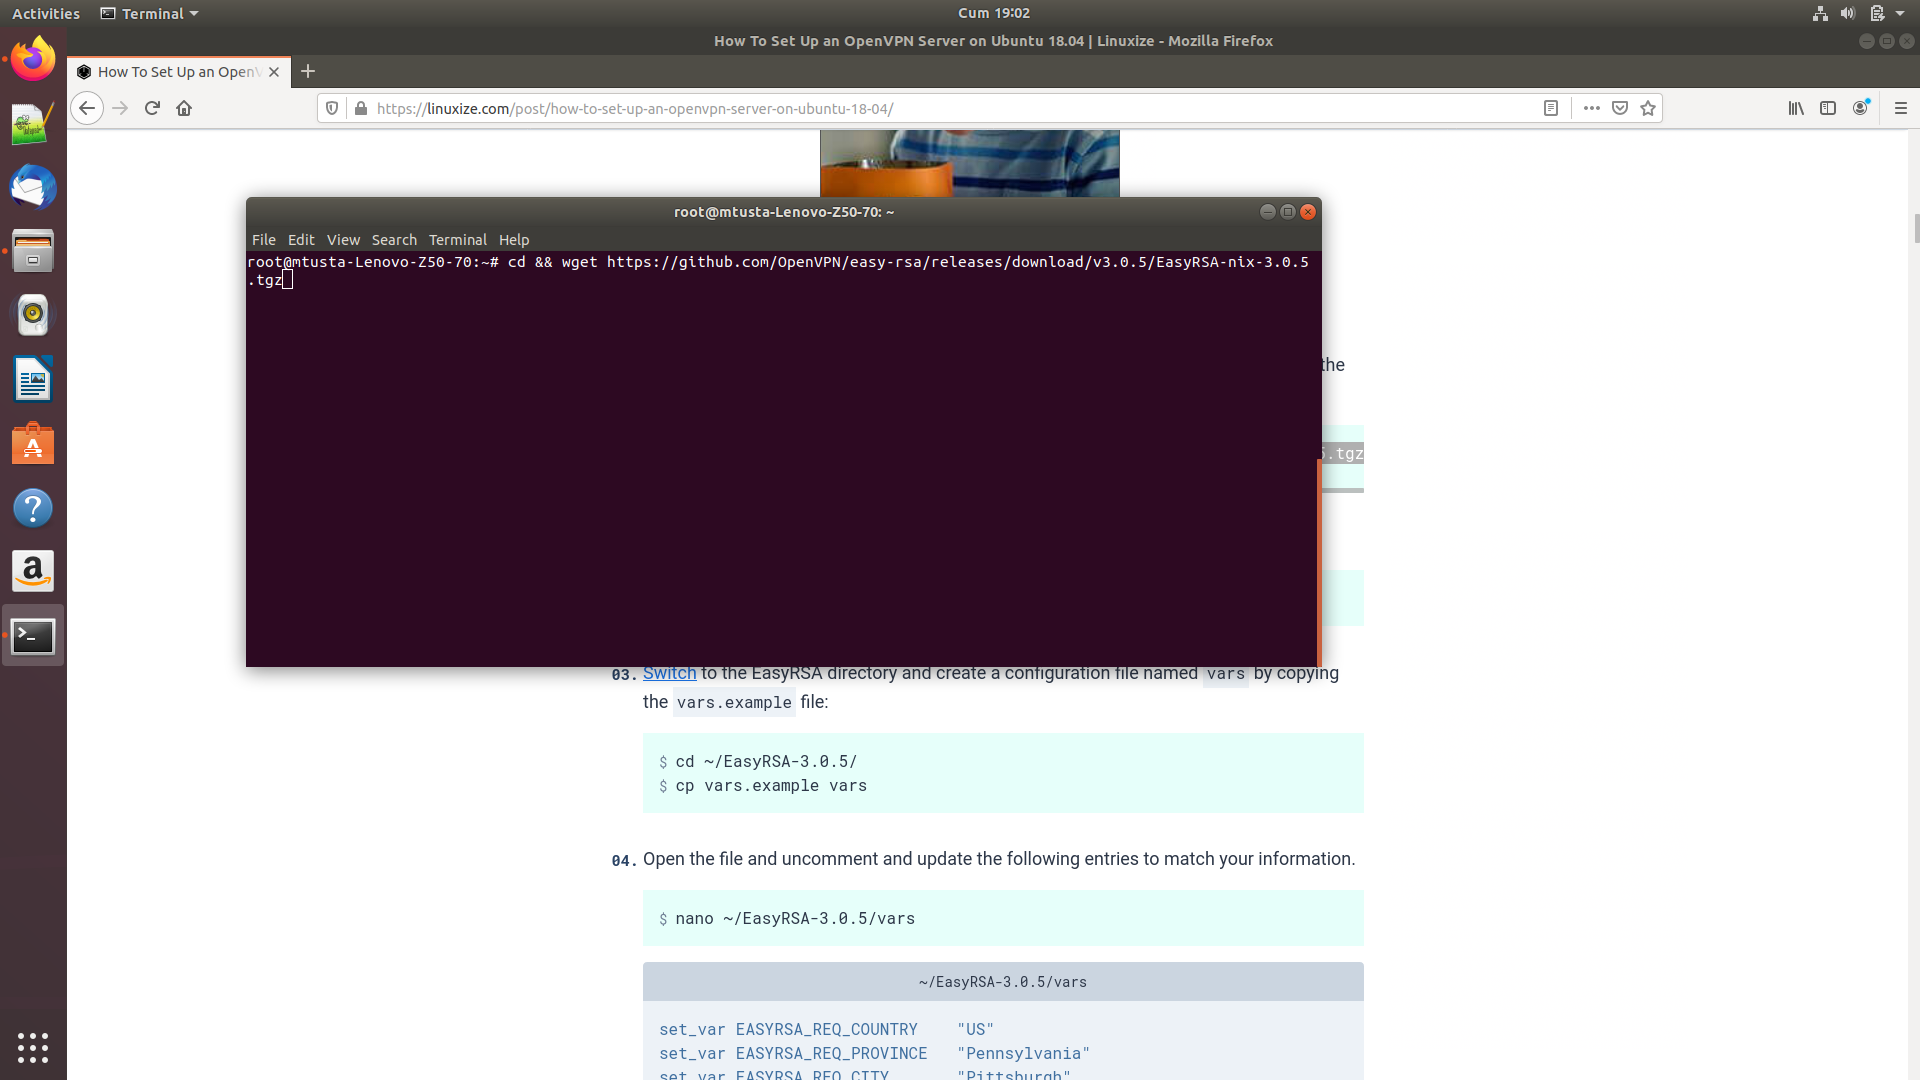 Activities Terminal Cum 19:02
How To Set Up an OpenVPN Server on Ubuntu 18.04 | Linuxize - Mozilla Firefox
How To Set Up an OpenV
https://linuxize.com/post/how-to-set-up-an-openvpn-server-on-ubuntu-18-04/
root@mtusta-Lenovo-Z50-70: ~
File Edit View Search Terminal Help
root@mtusta-Lenovo-Z50-70:~# cd && wget https://github.com/OpenVPN/easy-rsa/releases/download/v3.0.5/EasyRSA-nix-3.0.5
.tgz
the
5.tgz
03. Switch to the EasyRSA directory and create a configuration file named vars by copying
the vars.example file:
$ cd ~/EasyRSA-3.0.5/
$ cp vars.example vars
04. Open the file and uncomment and update the following entries to match your information.
$ nano ~/EasyRSA-3.0.5/vars
~/EasyRSA-3.0.5/vars
set_var EASYRSA_REQ_COUNTRY "US"
set_var EASYRSA_REQ_PROVINCE "Pennsylvania"
set_var EASYRSA_REQ_CITY "Pittsburgh"